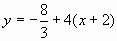 y = −8/3 + 4(x + 2)